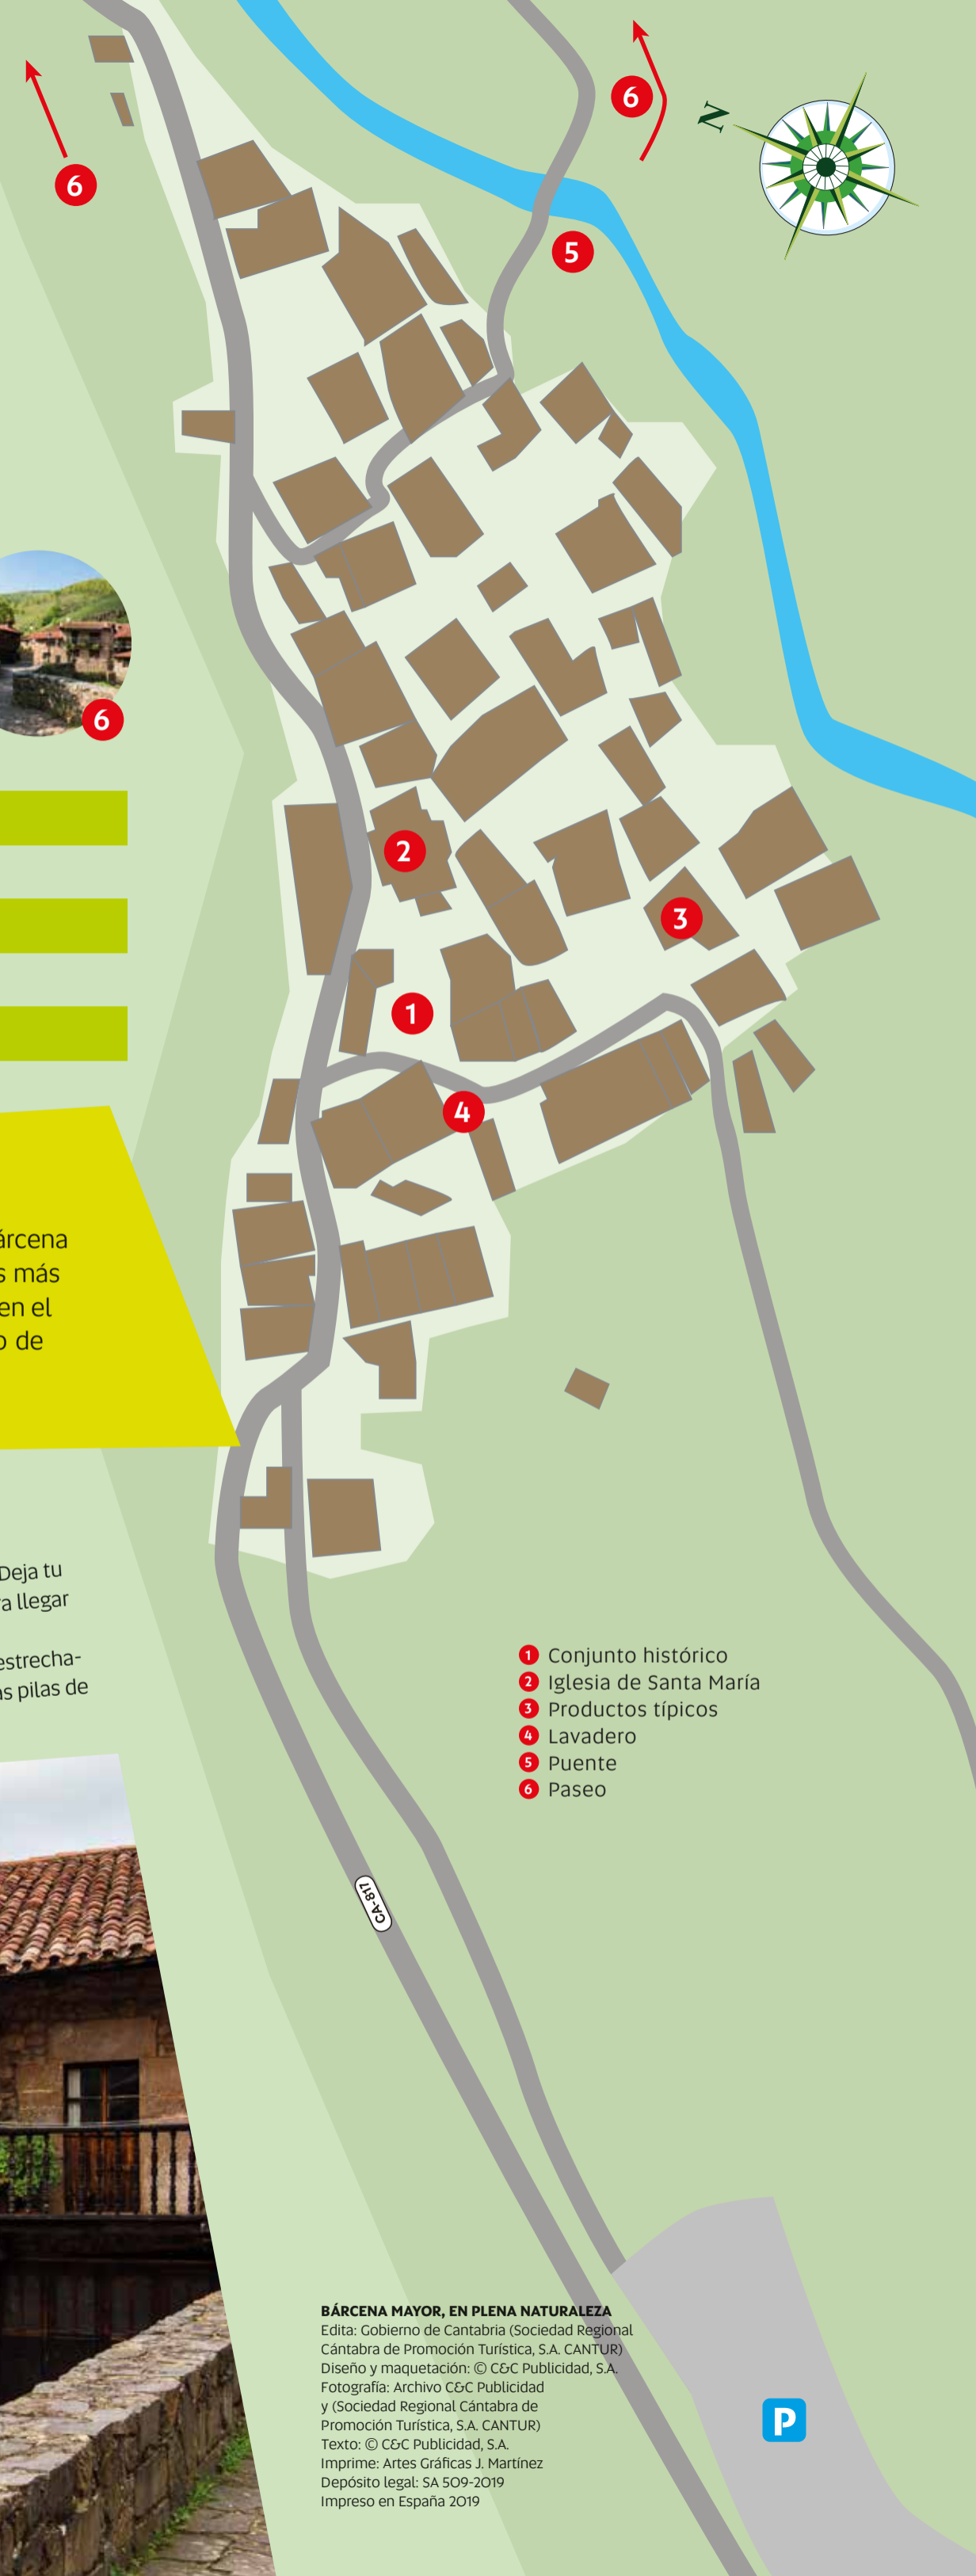 6
6
N
5
6
2
3
1
4
árcena
s más
en el
o de
Deja tu
a llegar
estrecha-
as pilas de
1 Conjunto histórico
2 Iglesia de Santa María
3 Productos típicos
4 Lavadero
5 Puente
6 Paseo
CA-817
BÁRCENA MAYOR, EN PLENA NATURALEZA
Edita: Gobierno de Cantabria (Sociedad Regional
Cántabra de Promoción Turística, S.A. CANTUR)
Diseño y maquetación: © C&C Publicidad, S.A.
Fotografía: Archivo C&C Publicidad
y (Sociedad Regional Cántabra de
Promoción Turística, S.A. CANTUR)
Texto: © C&C Publicidad, S.A.
Imprime: Artes Gráficas J. Martínez
Depósito legal: SA 509-2019
Impreso en España 2019
P